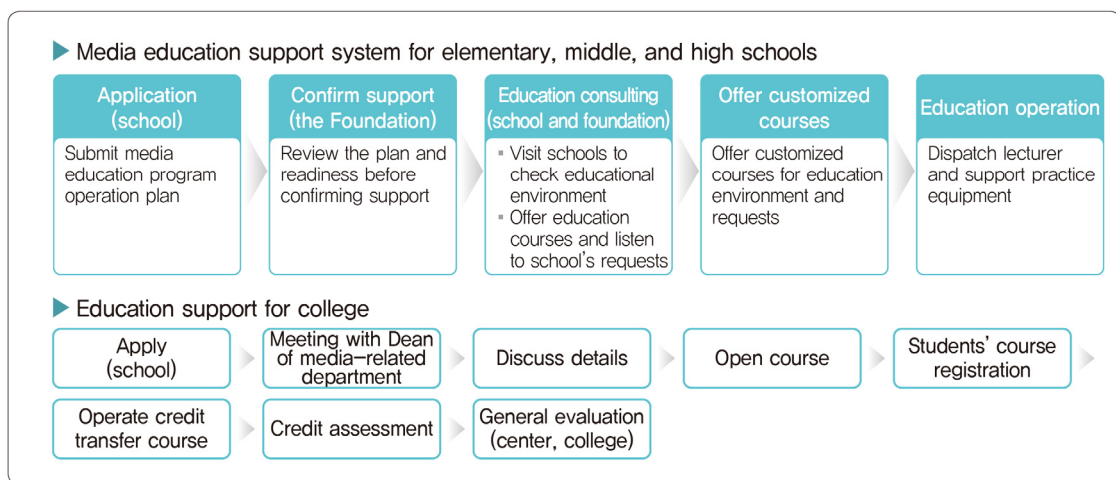 Media education support system for elementary, middle, and high schools
Application
(school)
Submit media
education program
operation plan
Confirm support
(the Foundation)
Review the plan and
readiness before
confirming support
Education consulting
(school and foundation)
▪ Visit schools to
check educational
environment
▪ Offer education
courses and listen
to school's requests
Offer customized
courses
Offer customized
courses for education
environment and
requests
Education operation
Dispatch lecturer
and support practice
equipment
Education support for college
Apply
(school)
Meeting with Dean
of media-related
department
Discuss details
Open course
Students' course
registration
Operate credit
transfer course
Credit assessment
General evaluation
(center, college)